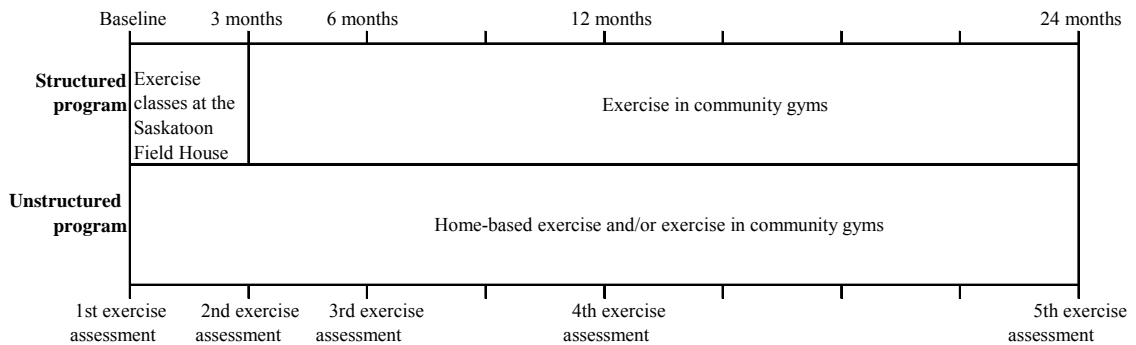 Baseline 3 months 6 months 12 months 24 months
Structured program
Exercise
classes at the
Saskatoon
Field House
Exercise in community gyms
Unstructured
program
Home-based exercise and/or exercise in community gyms
1st exercise
assessment
2nd exercise
assessment
3rd exercise
assessment
4th exercise
assessment
5th exercise
assessment